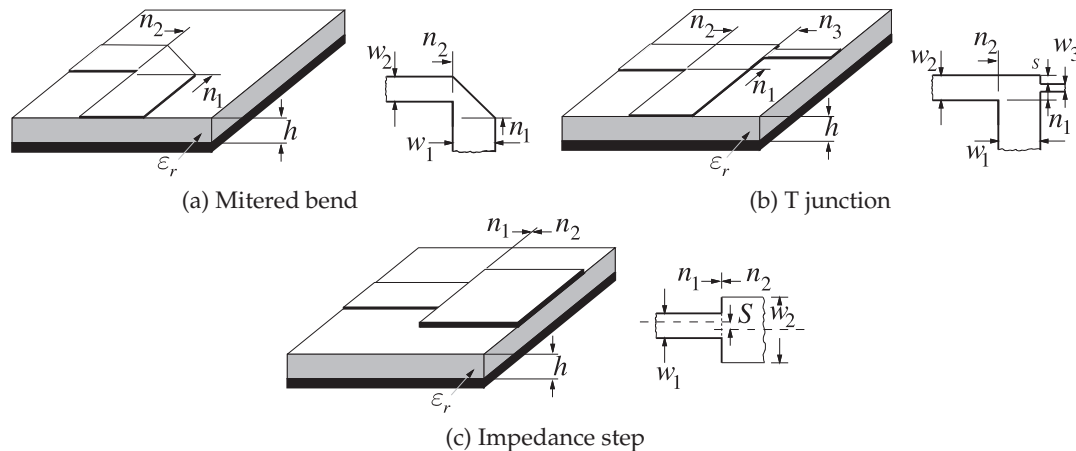 n₂
n₁
h
εᵣ
w₂
n₂
w₁
n₁
(a) Mitered bend
n₂
n₃
n₁
h
εᵣ
w₂
n₂
s
w₃
w₁
n₁
(b) T junction
n₁
n₂
h
εᵣ
n₁
n₂
S
w₂
w₁
(c) Impedance step